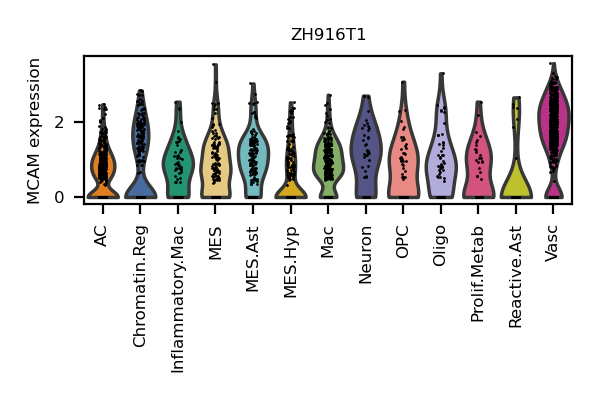 ZH916T1
MCAM expression
2
0
AC
Chromatin.Reg
Inflammatory.Mac
MES
MES.Ast
MES.Hyp
Mac
Neuron
OPC
Oligo
Prolif.Metab
Reactive.Ast
Vasc